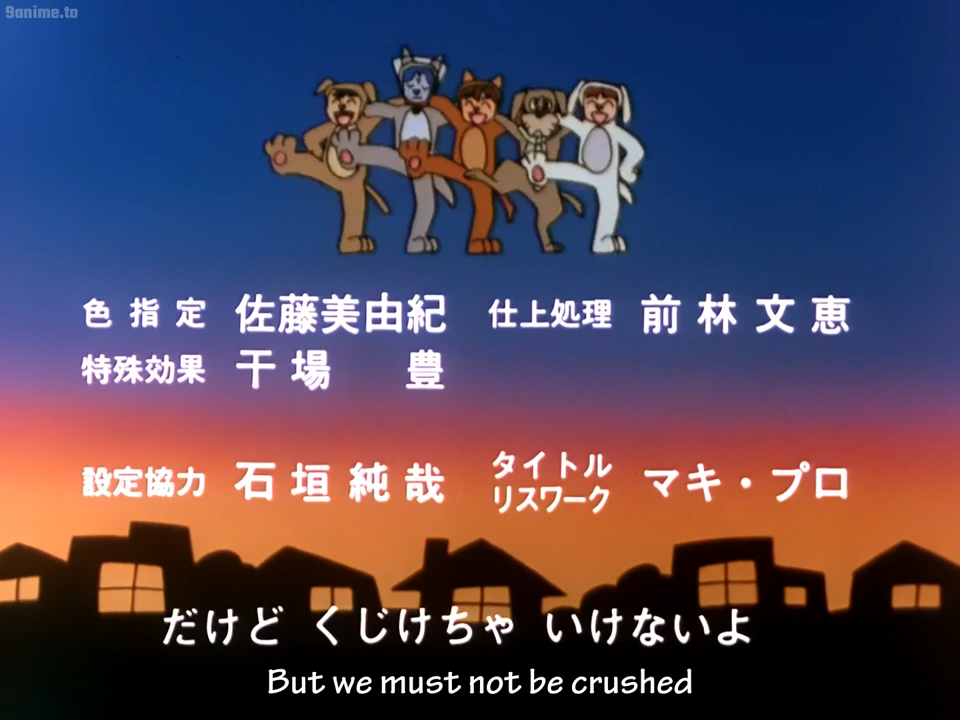 9anime.to
色指定 佐藤美由紀 仕上処理 前林文恵
特殊効果 干場 豊
設定協力 石垣純哉 タイトル リスワーク マキ・プロ
だけど くじけちゃ いけないよ
But we must not be crushed